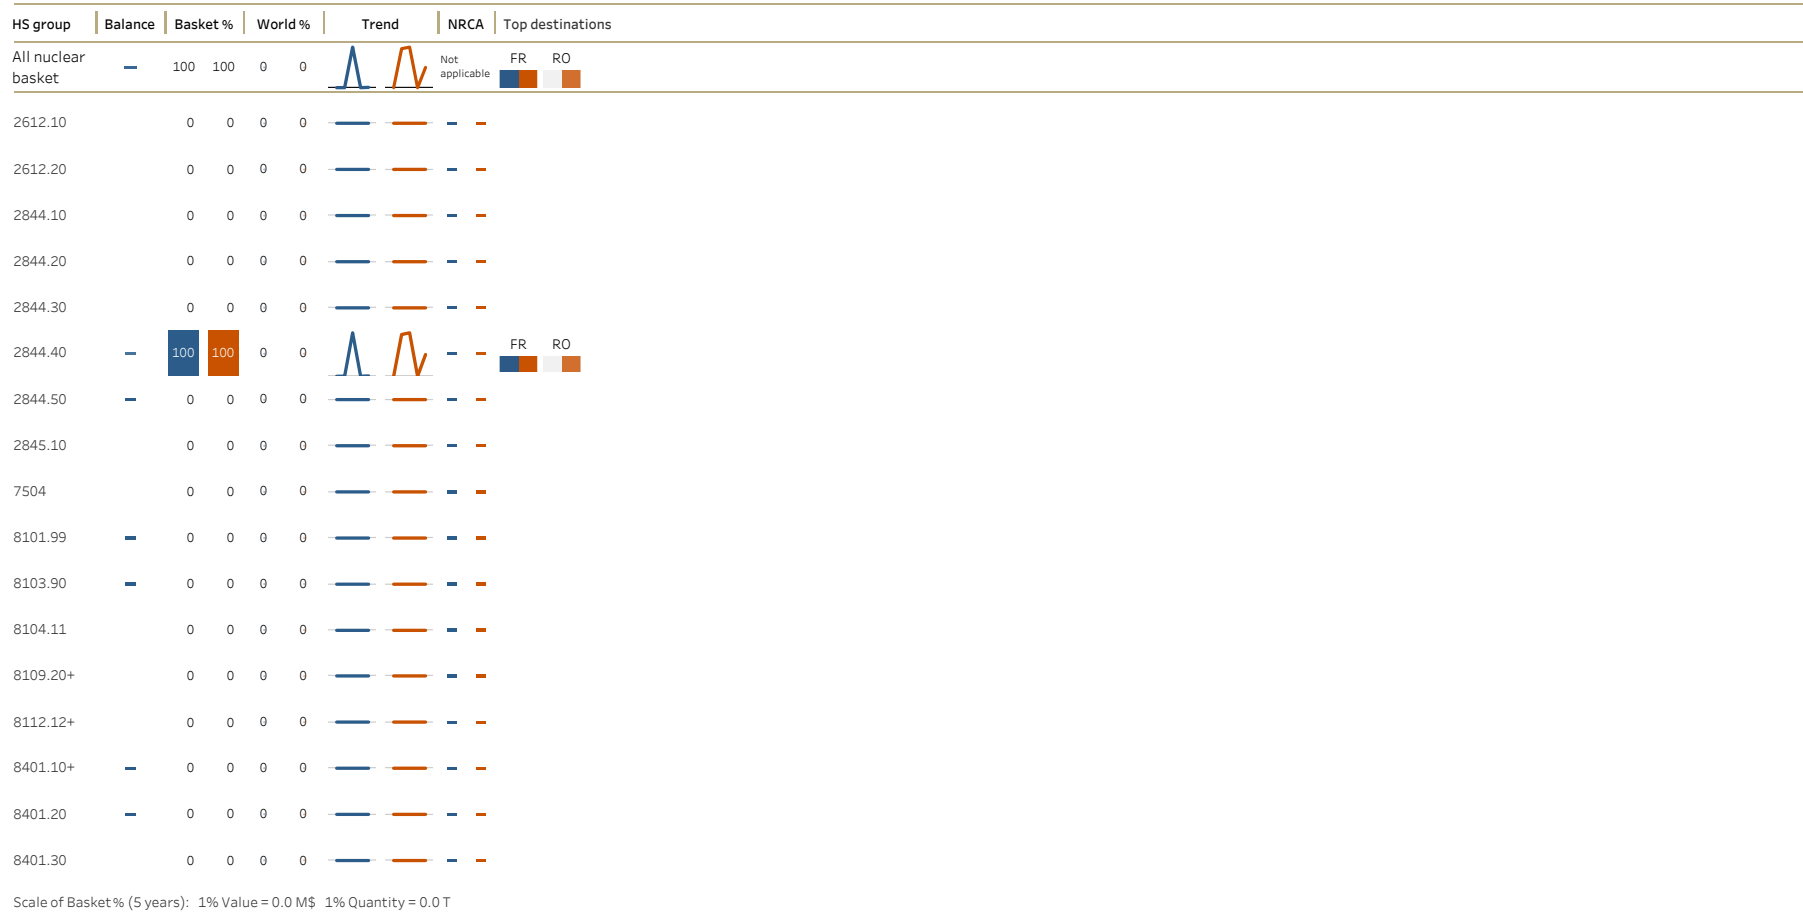 HS group Balance Basket % World % Trend NRCA Top destinations
All nuclear basket 100 100 0 0 Not applicable FR RO
2612.10 0 0 0 0
2612.20 0 0 0 0
2844.10 0 0 0 0
2844.20 0 0 0 0
2844.30 0 0 0 0
2844.40 100 100 0 0 FR RO
2844.50 0 0 0 0
2845.10 0 0 0 0
7504 0 0 0 0
8101.99 0 0 0 0
8103.90 0 0 0 0
8104.11 0 0 0 0
8109.20+ 0 0 0 0
8112.12+ 0 0 0 0
8401.10+ 0 0 0 0
8401.20 0 0 0 0
8401.30 0 0 0 0
Scale of Basket% (5 years): 1% Value = 0.0 M$ 1% Quantity = 0.0 T